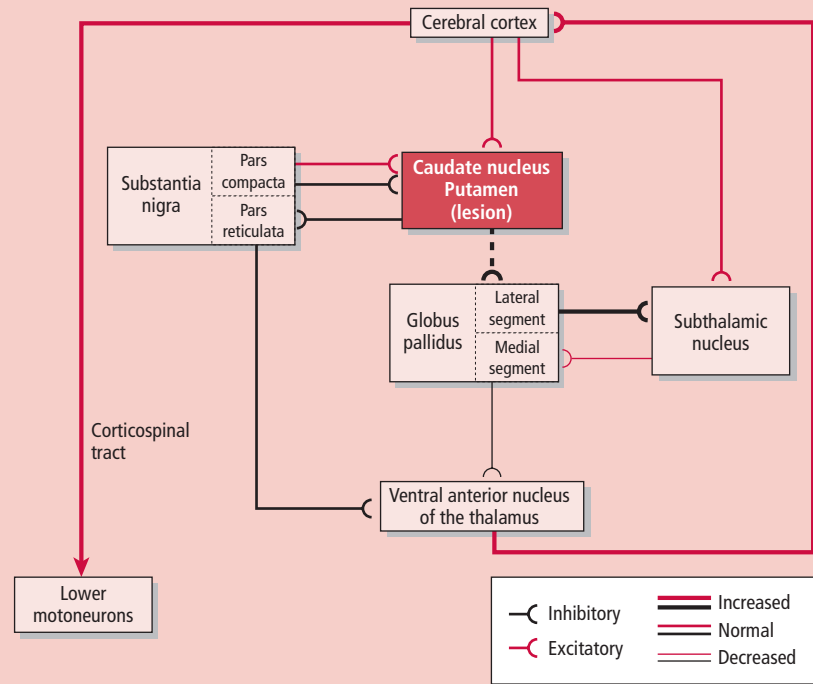 Cerebral cortex
Substantia
nigra
Pars
compacta
Pars
reticulata
Caudate nucleus
Putamen
(lesion)
Globus
pallidus
Lateral
segment
Medial
segment
Subthalamic
nucleus
Corticospinal
tract
Ventral anterior nucleus
of the thalamus
Lower
motoneurons
Inhibitory
Excitatory
Increased
Normal
Decreased